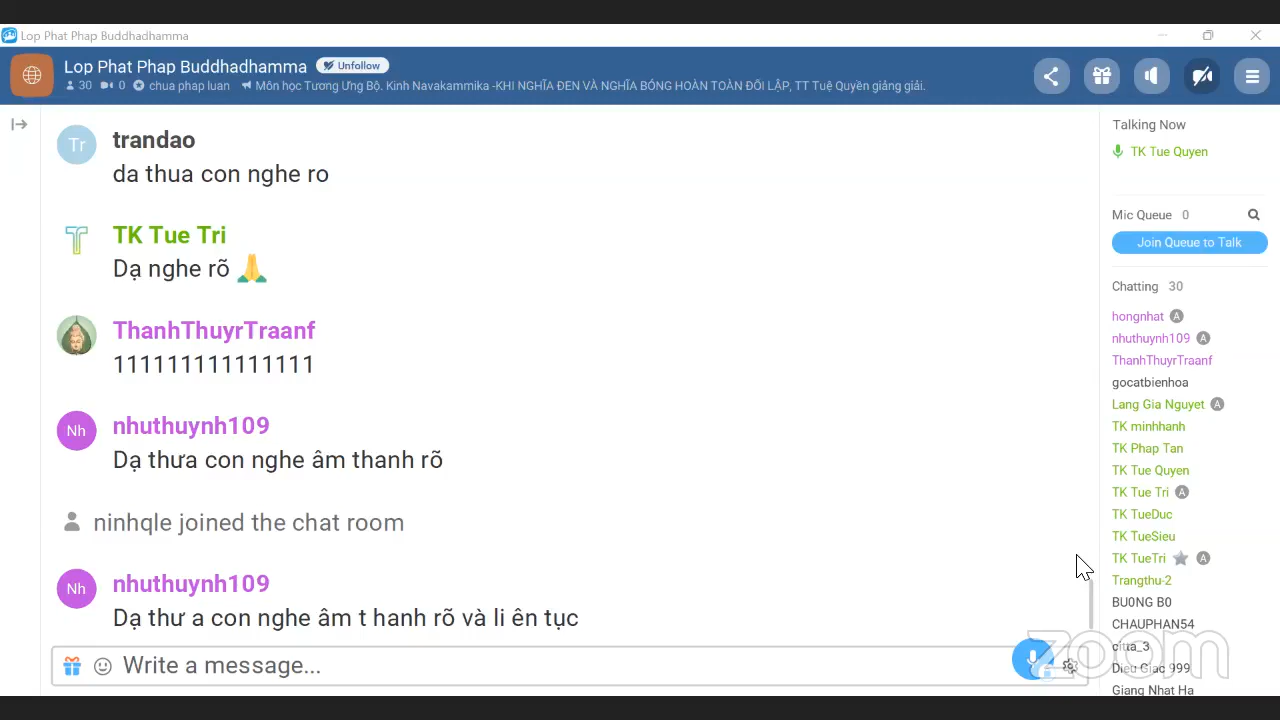 Lop Phat Phap Buddhadhamma
Lop Phat Phap Buddhadhamma Unfollow
30 0 chua phap luan Môn học Tương Ưng Bộ. Kinh Navakammika -KHI NGHĨA ĐEN VÀ NGHĨA BÓNG HOÀN TOÀN ĐỐI LẬP, TT Tuệ Quyền giảng giải.
Tr trandao
da thua con nghe ro
TK Tue Tri
Dạ nghe rõ 🙏
ThanhThuyrTraanf
111111111111111
Nh nhuthuynh109
Dạ thưa con nghe âm thanh rõ
ninhqle joined the chat room
Nh nhuthuynh109
Dạ thư a con nghe âm t hanh rõ và li ên tục
Write a message...
Talking Now
TK Tue Quyen
Mic Queue 0
Join Queue to Talk
Chatting 30
hongnhat A
nhuthuynh109 A
ThanhThuyrTraanf
gocatbienhoa
Lang Gia Nguyet A
TK minhhanh
TK Phap Tan
TK Tue Quyen
TK Tue Tri A
TK TueDuc
TK TueSieu
TK TueTri A
Trangthu-2
BU0NG B0
CHAUPHAN54
citta_3
Dieu Giac 999
Giang Nhat Ha
zoom